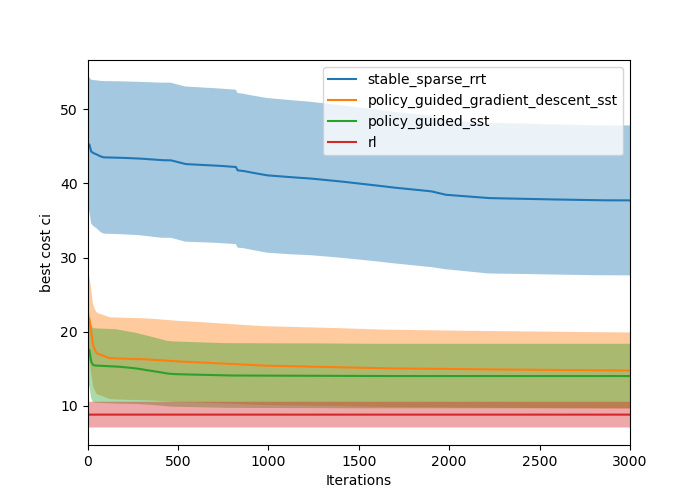 stable_sparse_rrt
policy_guided_gradient_descent_sst
policy_guided_sst
rl
best cost ci
50
40
30
20
10
0 500 1000 1500 2000 2500 3000
Iterations